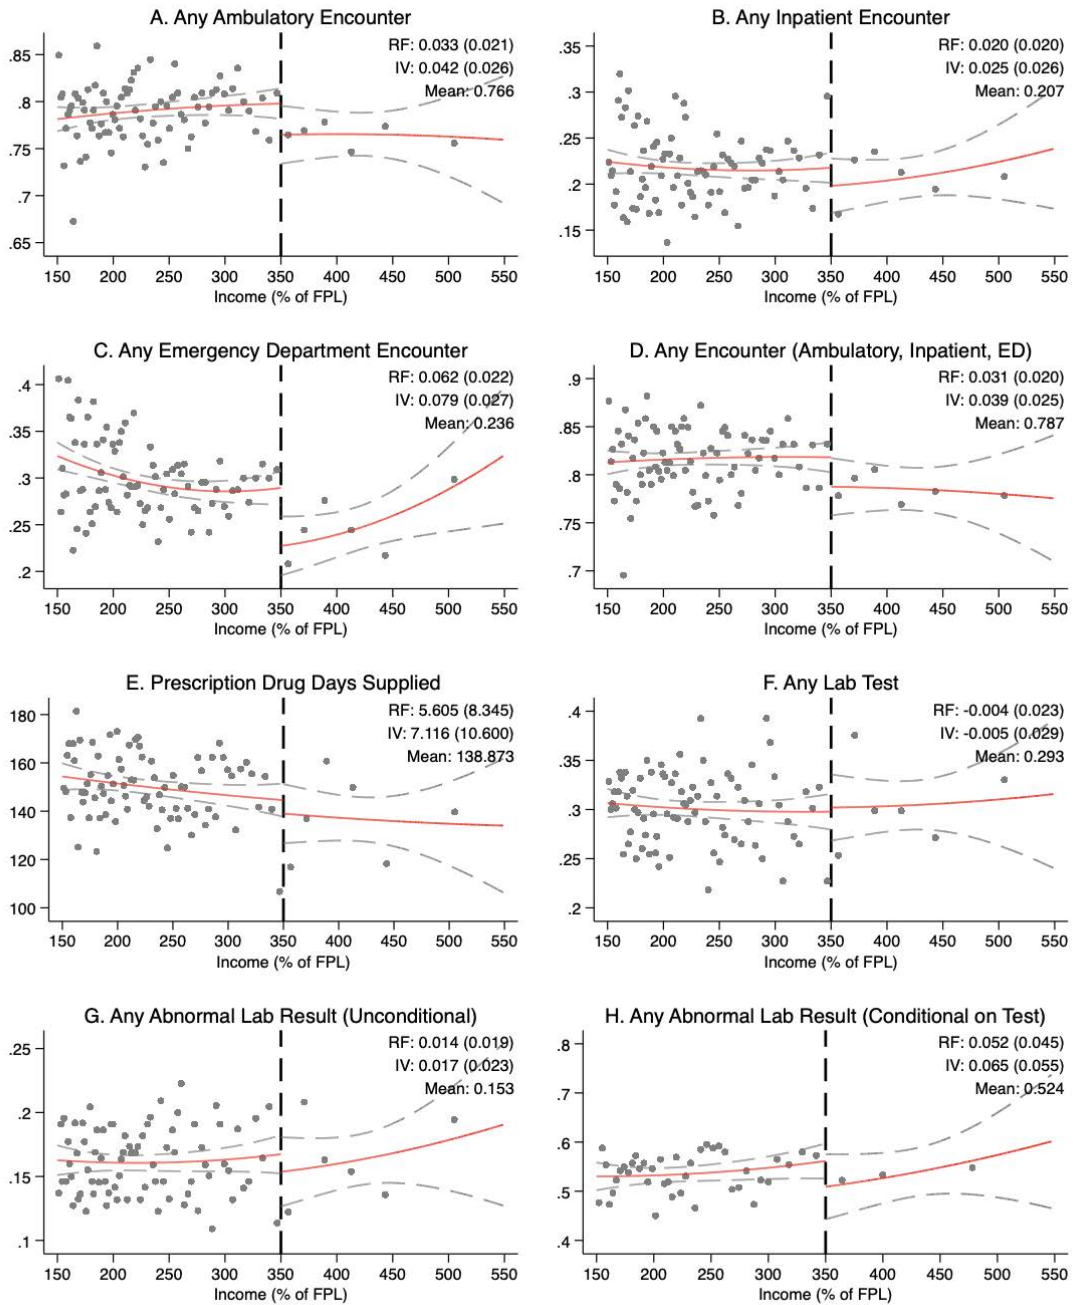 A. Any Ambulatory Encounter
RF: 0.033 (0.021)
IV: 0.042 (0.026)
Mean: 0.766
.85
.8
.75
.7
.65
150 200 250 300 350 400 450 500 550
Income (% of FPL)
B. Any Inpatient Encounter
RF: 0.020 (0.020)
IV: 0.025 (0.026)
Mean: 0.207
.35
.3
.25
.2
.15
150 200 250 300 350 400 450 500 550
Income (% of FPL)
C. Any Emergency Department Encounter
RF: 0.062 (0.022)
IV: 0.079 (0.027)
Mean: 0.236
.4
.35
.3
.25
.2
150 200 250 300 350 400 450 500 550
Income (% of FPL)
D. Any Encounter (Ambulatory, Inpatient, ED)
RF: 0.031 (0.020)
IV: 0.039 (0.025)
Mean: 0.787
.9
.85
.8
.75
.7
150 200 250 300 350 400 450 500 550
Income (% of FPL)
E. Prescription Drug Days Supplied
RF: 5.605 (8.345)
IV: 7.116 (10.600)
Mean: 138.873
180
160
140
120
100
150 200 250 300 350 400 450 500 550
Income (% of FPL)
F. Any Lab Test
RF: -0.004 (0.023)
IV: -0.005 (0.029)
Mean: 0.293
.4
.35
.3
.25
.2
150 200 250 300 350 400 450 500 550
Income (% of FPL)
G. Any Abnormal Lab Result (Unconditional)
RF: 0.014 (0.019)
IV: 0.017 (0.023)
Mean: 0.153
.25
.2
.15
.1
150 200 250 300 350 400 450 500 550
Income (% of FPL)
H. Any Abnormal Lab Result (Conditional on Test)
RF: 0.052 (0.045)
IV: 0.065 (0.055)
Mean: 0.524
.8
.7
.6
.5
.4
150 200 250 300 350 400 450 500 550
Income (% of FPL)